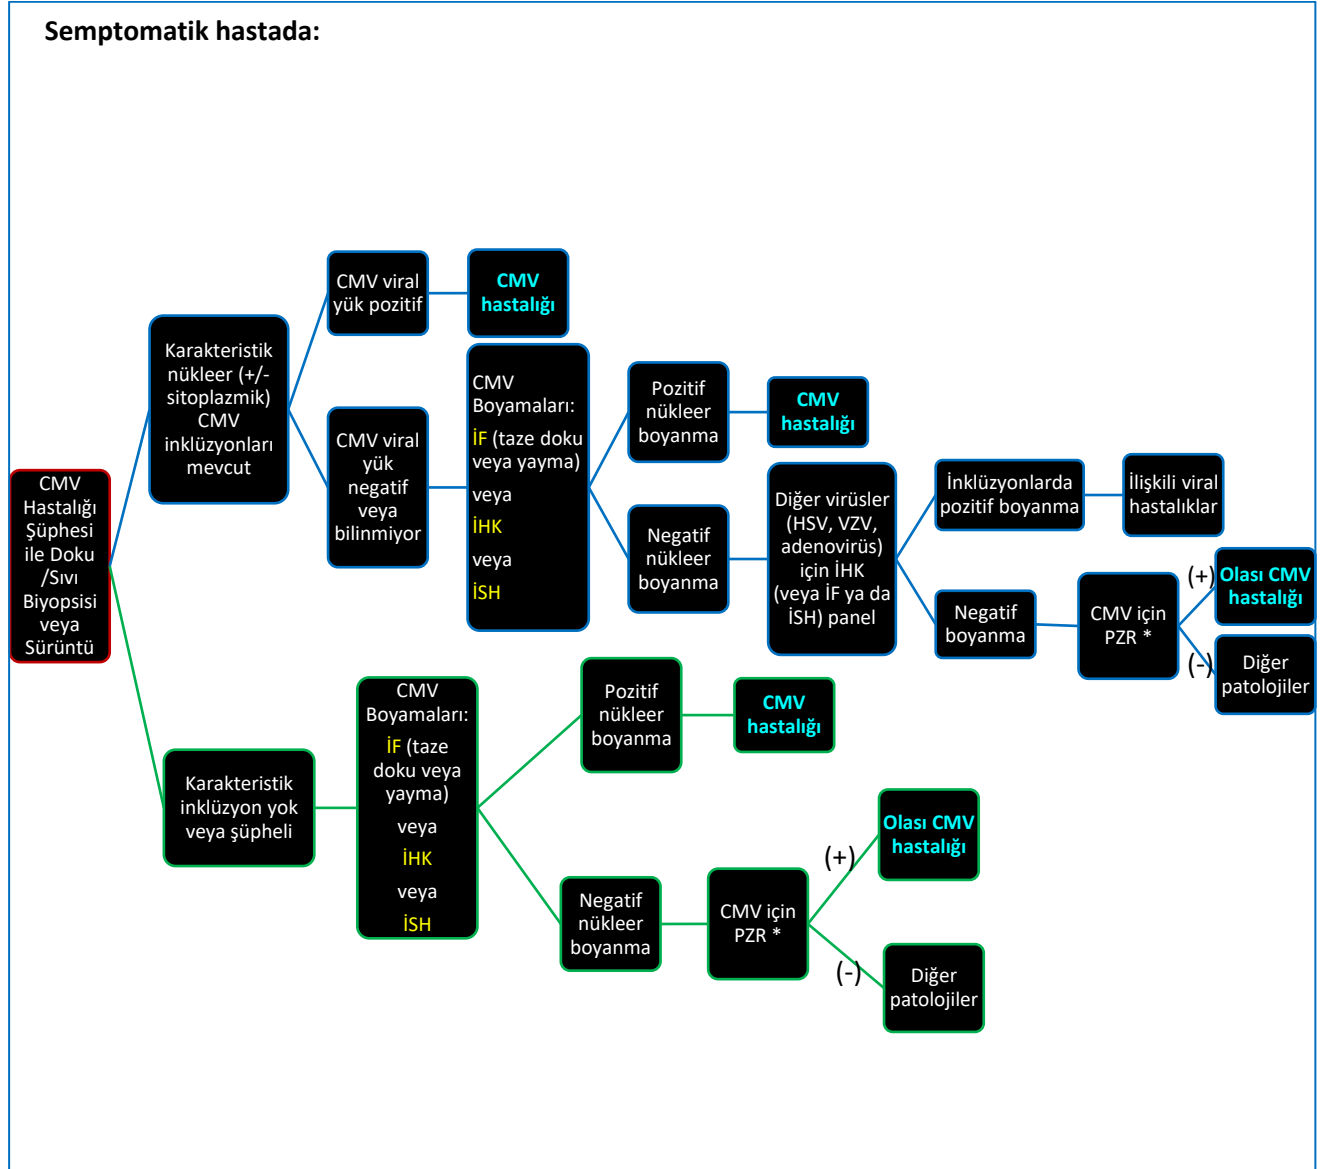 Semptomatik hastada:
CMV
Hastalığı
Şüphesi
ile Doku
/Sıvı
Biyopsisi
veya
Sürüntü
Karakteristik
nükleer (+/-
sitoplazmik)
CMV
inklüzyonları
mevcut
CMV viral
yük pozitif
CMV
hastalığı
CMV viral
yük
negatif
veya
bilinmiyor
CMV
Boyamaları:
İF (taze doku
veya yayma)
veya
İHK
veya
İSH
Pozitif
nükleer
boyanma
CMV
hastalığı
Negatif
nükleer
boyanma
Diğer virüsler
(HSV, VZV,
adenovirüs)
için İHK
(veya İF ya da
İSH) panel
İnklüzyonlarda
pozitif boyanma
İlişkili viral
hastalıklar
Negatif
boyanma
CMV için
PZR *
(+)
Olası CMV
hastalığı
(-)
Diğer
patolojiler
Karakteristik
inklüzyon yok
veya şüpheli
CMV
Boyamaları:
İF (taze
doku veya
yayma)
veya
İHK
veya
İSH
Pozitif
nükleer
boyanma
CMV
hastalığı
Negatif
nükleer
boyanma
CMV için
PZR *
(+)
Olası CMV
hastalığı
(-)
Diğer
patolojiler